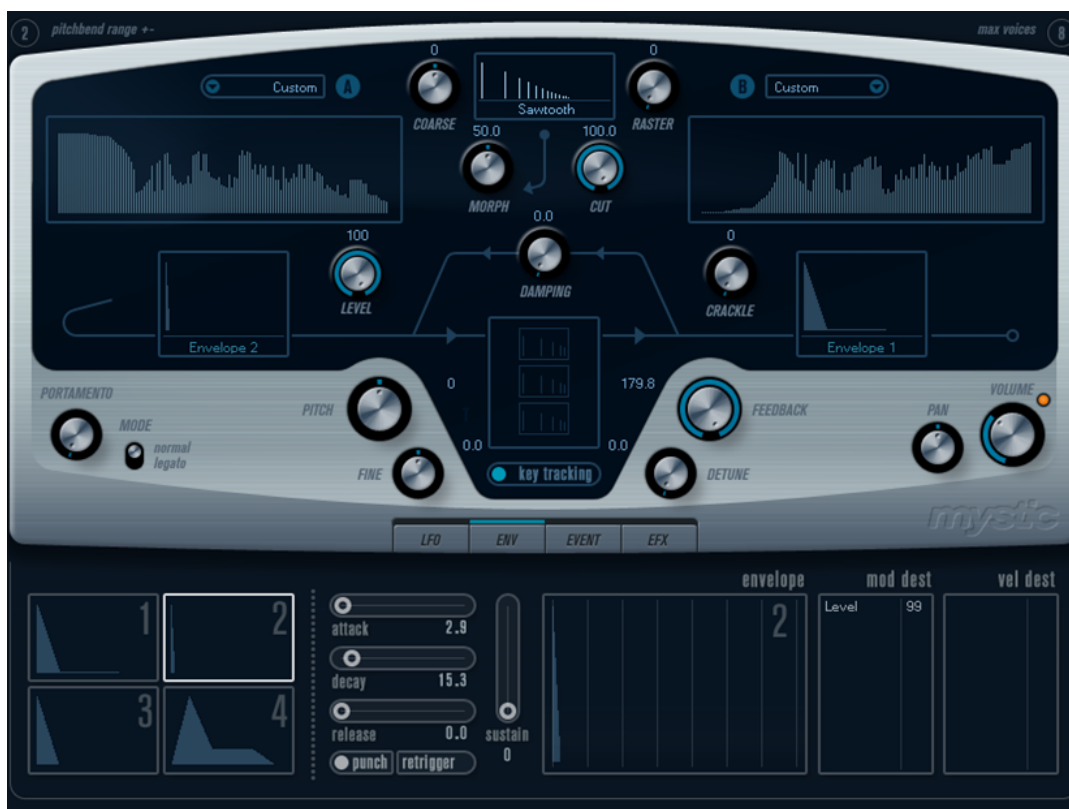 2 pitchbend range +-
max voices 8
0
0
Custom A
Sawtooth
B Custom
COARSE
RASTER
50.0
100.0
MORPH
CUT
0.0
100
0
DAMPING
LEVEL
CRACKLE
Envelope 2
Envelope 1
PORTAMENTO
0
179.8
VOLUME
PITCH
FEEDBACK
PAN
MODE
normal
legato
0.0
0.0
FINE
key tracking
DETUNE
mystic
LFO
ENV
EVENT
EFX
envelope
mod dest
vel dest
1
2
3
4
attack 2.9
decay 15.3
release 0.0
punch
retrigger
sustain
0
2
Level 99